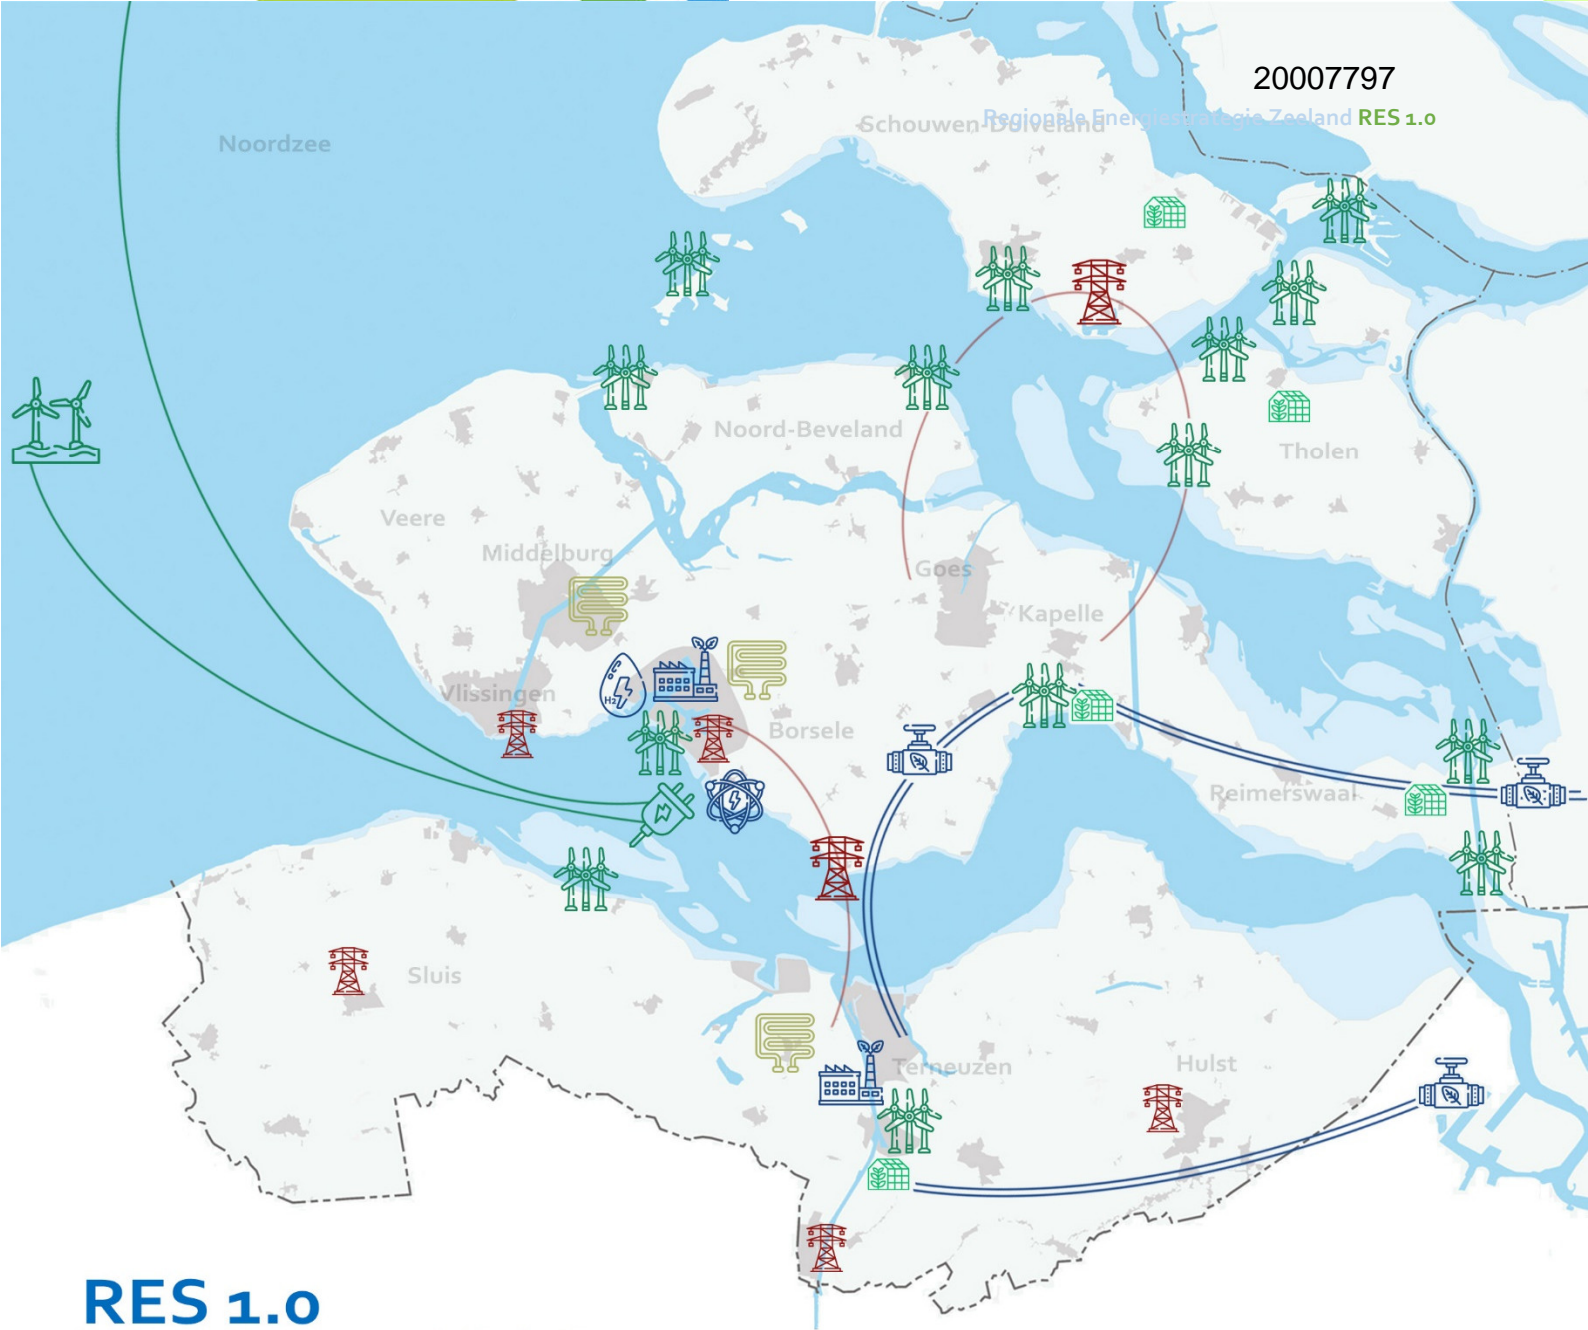 20007797
Regionale Energiestrategie Zeeland RES 1.0
Schouwen-Duiveland
Noordzee
Noord-Beveland
Tholen
Veere
Middelburg
Goes
Kapelle
Vlissingen
H2
Borsele
Reimerswaal
Sluis
Terneuzen
Hulst
RES 1.0